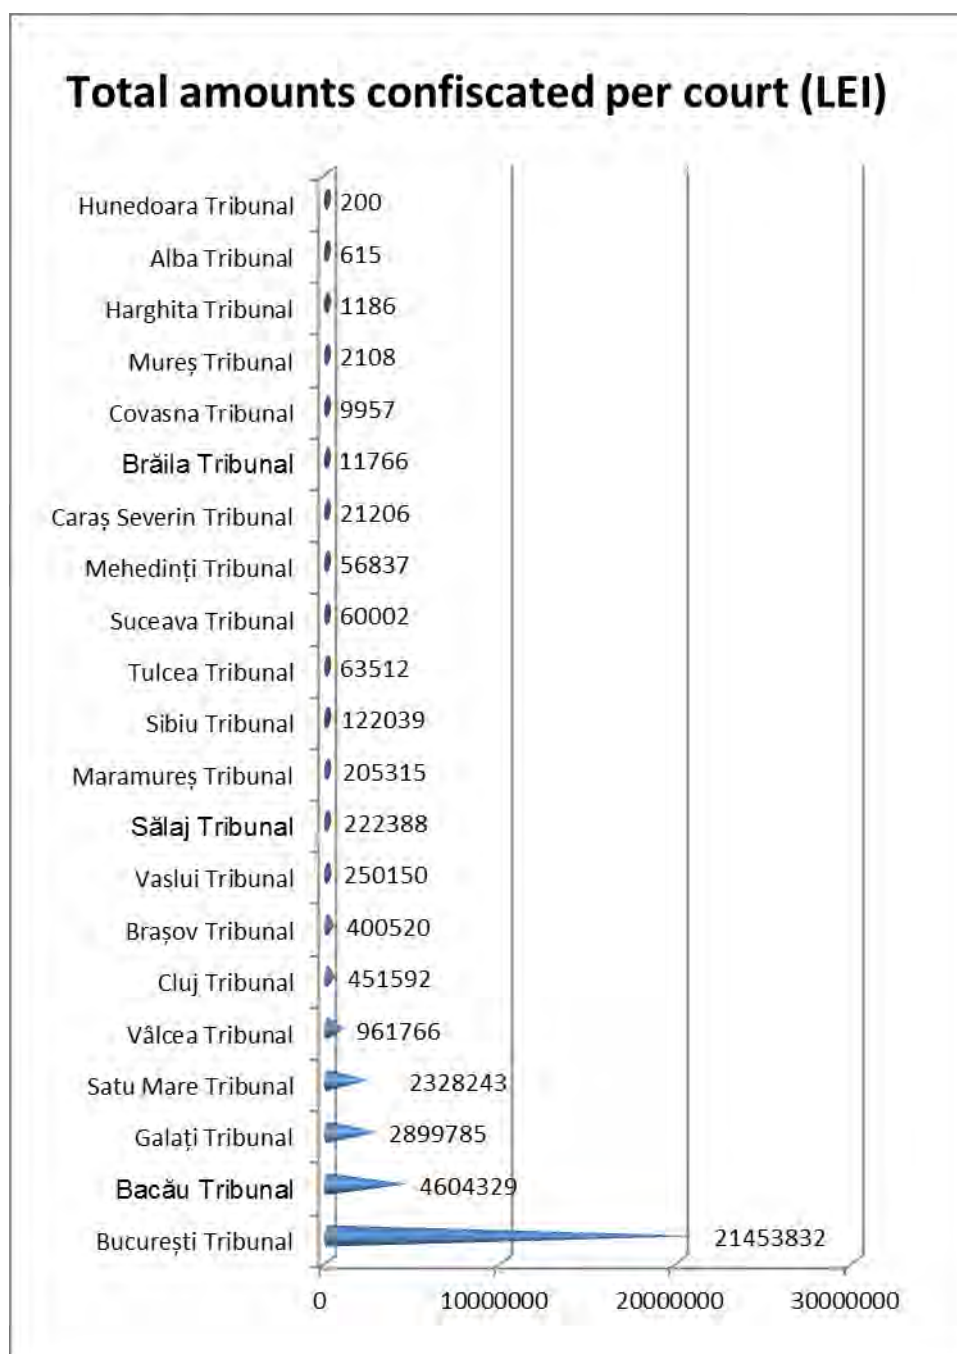 Total amounts confiscated per court (LEI)
Hunedoara Tribunal 200
Alba Tribunal 615
Harghita Tribunal 1186
Mureș Tribunal 2108
Covasna Tribunal 9957
Brăila Tribunal 11766
Caraș Severin Tribunal 21206
Mehedinți Tribunal 56837
Suceava Tribunal 60002
Tulcea Tribunal 63512
Sibiu Tribunal 122039
Maramureș Tribunal 205315
Sălaj Tribunal 222388
Vaslui Tribunal 250150
Brașov Tribunal 400520
Cluj Tribunal 451592
Vâlcea Tribunal 961766
Satu Mare Tribunal 2328243
Galați Tribunal 2899785
Bacău Tribunal 4604329
București Tribunal 21453832
0 10000000 20000000 30000000